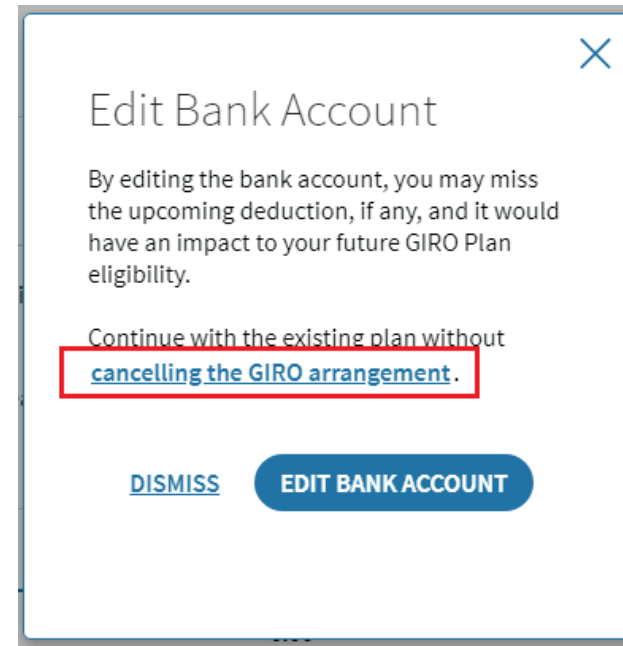 Edit Bank Account
By editing the bank account, you may miss
the upcoming deduction, if any, and it would
have an impact to your future GIRO Plan
eligibility.
Continue with the existing plan without
cancelling the GIRO arrangement.
DISMISS EDIT BANK ACCOUNT